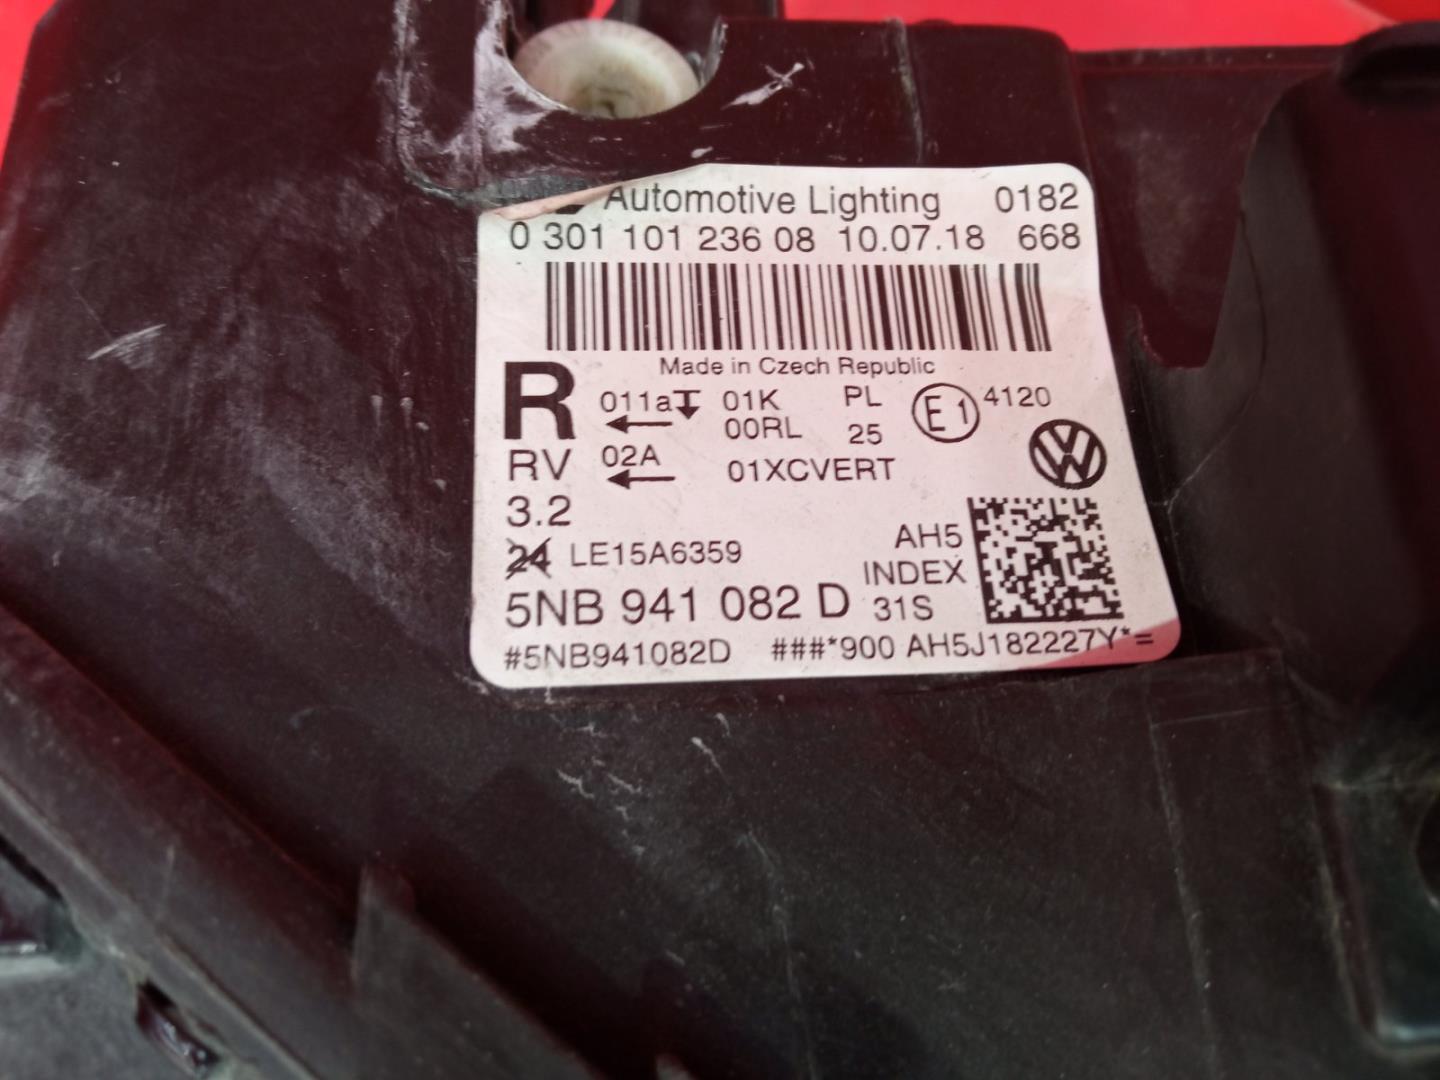 Automotive Lighting 0182
0 301 101 236 08 10.07.18 668
Made in Czech Republic
R 011a 01K PL E1 4120
00RL 25
RV 02A 01XCVERT
3.2
24 LE15A6359 AH5
INDEX
5NB 941 082 D 31S
#5NB941082D ###*900 AH5J182227Y*=